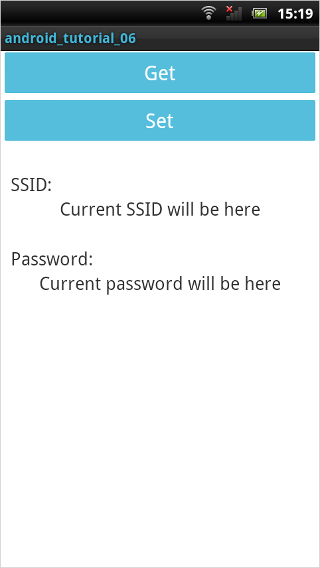 15:19
android_tutorial_06
Get
Set
SSID:
Current SSID will be here
Password:
Current password will be here